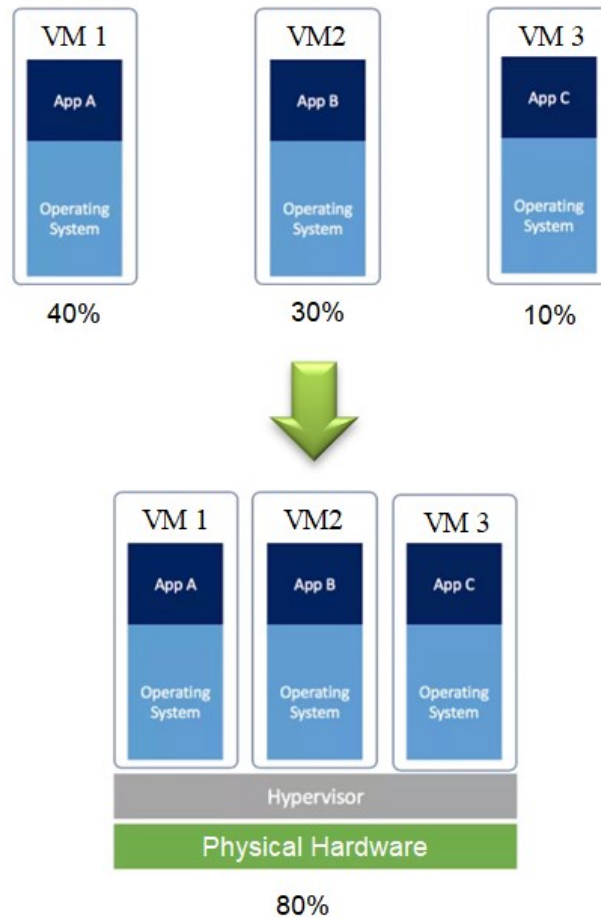 VM 1
VM2
VM 3
App A
App B
App C
Operating
System
Operating
System
Operating
System
40%
30%
10%
VM 1
VM2
VM 3
App A
App B
App C
Operating
System
Operating
System
Operating
System
Hypervisor
Physical Hardware
80%